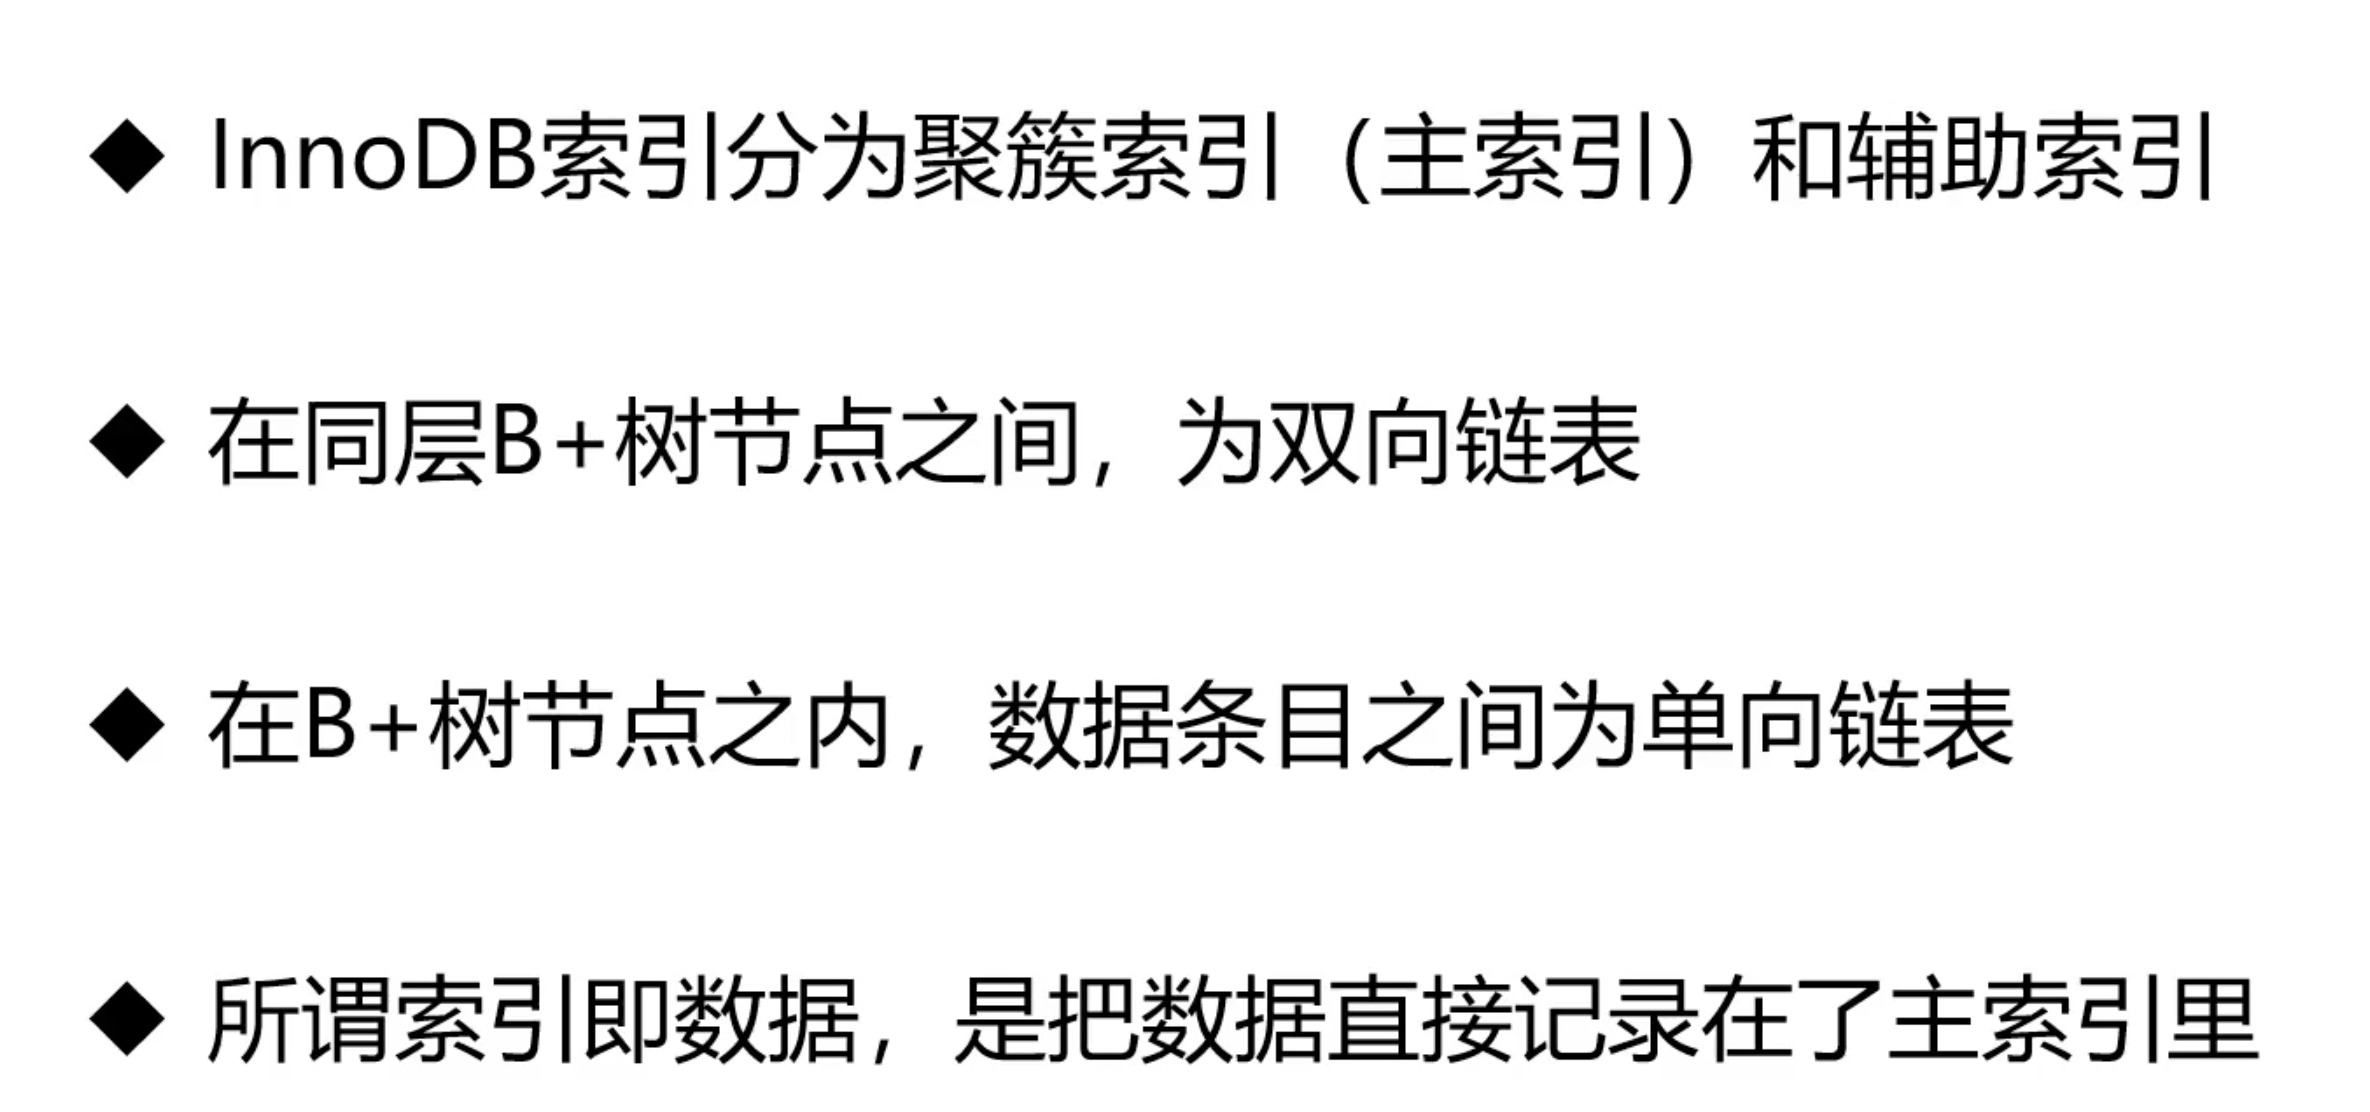 ◆ InnoDB索引分为聚簇索引（主索引）和辅助索引
◆ 在同层B+树节点之间，为双向链表
◆ 在B+树节点之内，数据条目之间为单向链表
◆ 所谓索引即数据，是把数据直接记录在了主索引里